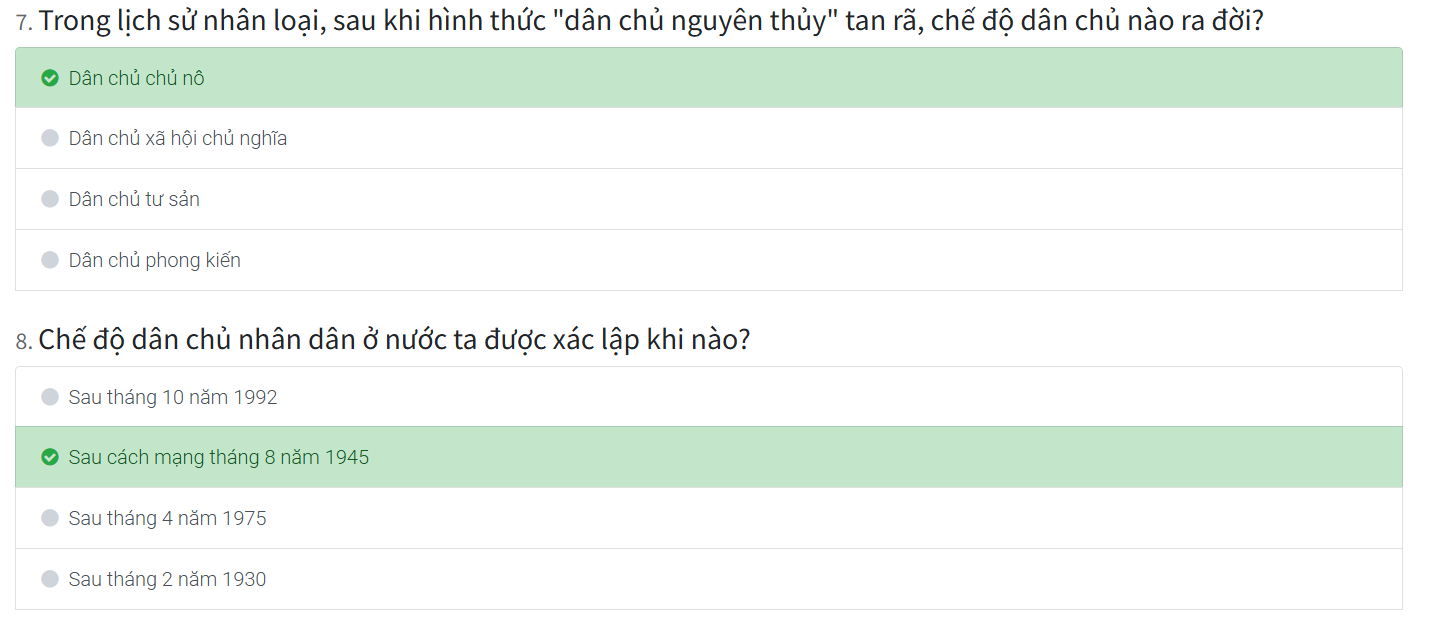 7. Trong lịch sử nhân loại, sau khi hình thức "dân chủ nguyên thủy" tan rã, chế độ dân chủ nào ra đời?
Dân chủ chủ nô
Dân chủ xã hội chủ nghĩa
Dân chủ tư sản
Dân chủ phong kiến
8. Chế độ dân chủ nhân dân ở nước ta được xác lập khi nào?
Sau tháng 10 năm 1992
Sau cách mạng tháng 8 năm 1945
Sau tháng 4 năm 1975
Sau tháng 2 năm 1930